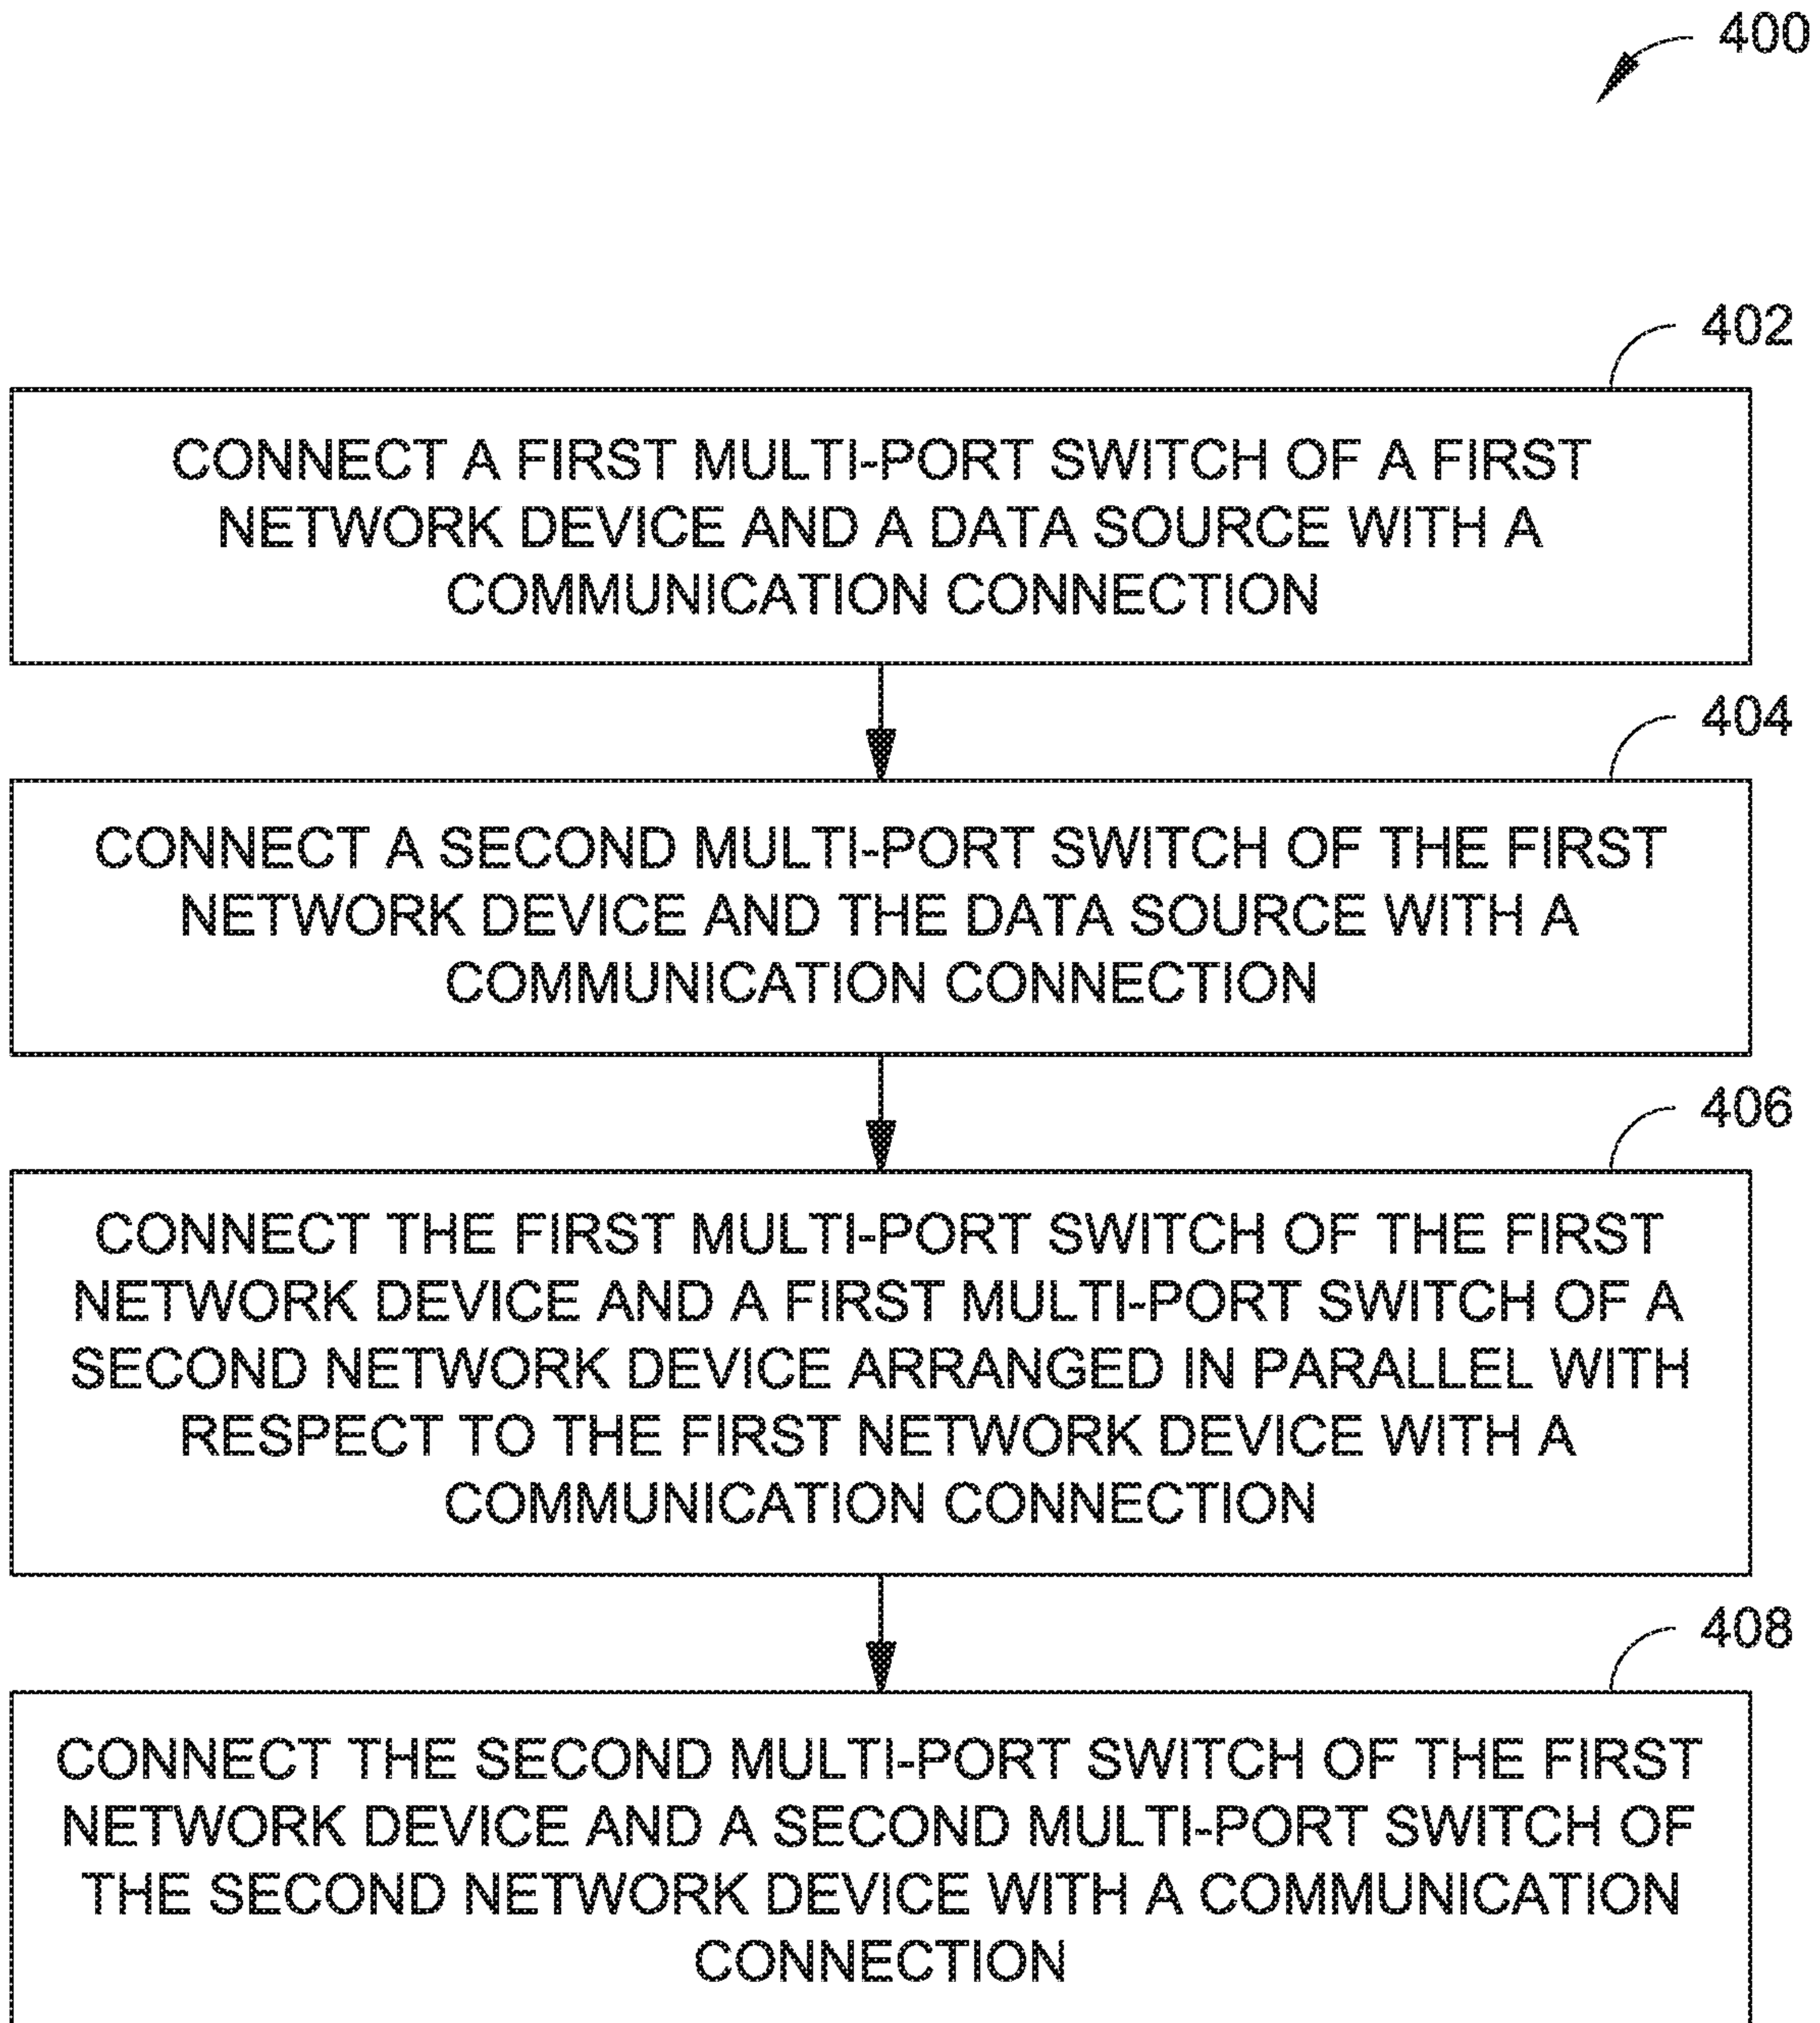 400
402
CONNECT A FIRST MULTI-PORT SWITCH OF A FIRST
NETWORK DEVICE AND A DATA SOURCE WITH A
COMMUNICATION CONNECTION
404
CONNECT A SECOND MULTI-PORT SWITCH OF THE FIRST
NETWORK DEVICE AND THE DATA SOURCE WITH A
COMMUNICATION CONNECTION
406
CONNECT THE FIRST MULTI-PORT SWITCH OF THE FIRST
NETWORK DEVICE AND A FIRST MULTI-PORT SWITCH OF A
SECOND NETWORK DEVICE ARRANGED IN PARALLEL WITH
RESPECT TO THE FIRST NETWORK DEVICE WITH A
COMMUNICATION CONNECTION
408
CONNECT THE SECOND MULTI-PORT SWITCH OF THE FIRST
NETWORK DEVICE AND A SECOND MULTI-PORT SWITCH OF
THE SECOND NETWORK DEVICE WITH A COMMUNICATION
CONNECTION